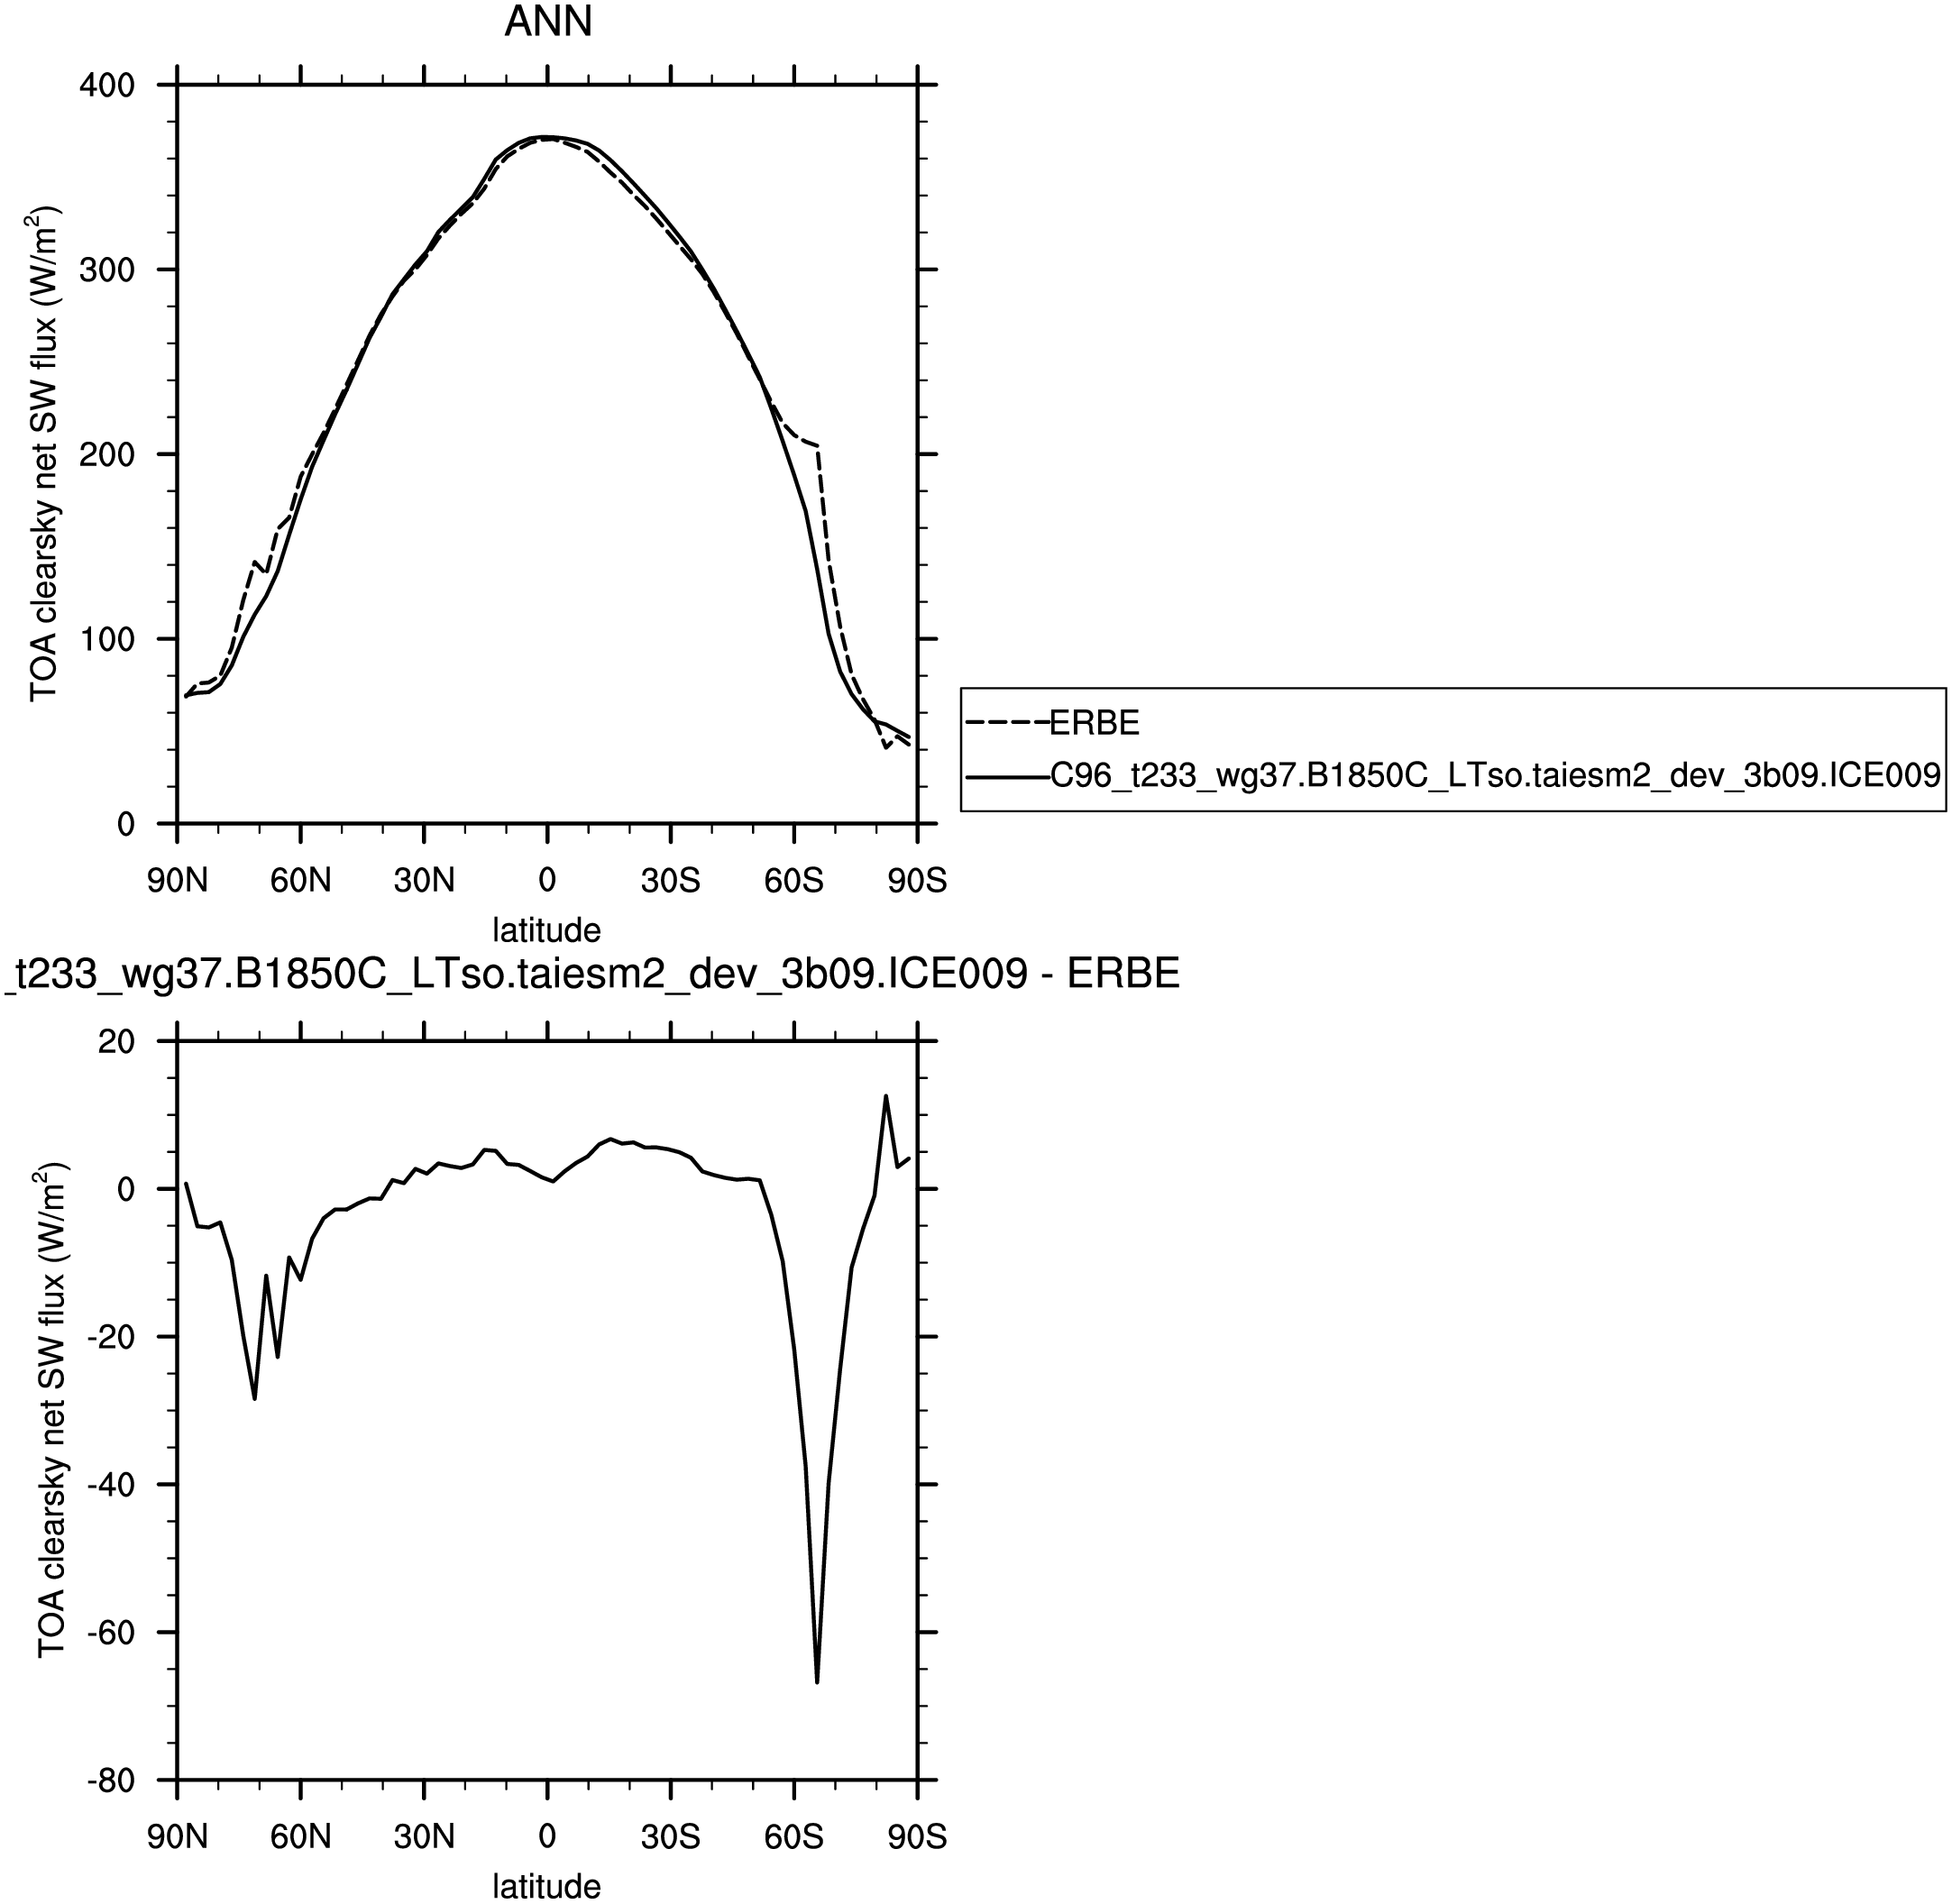 ANN
400
300
200
100
0
TOA clearsky net SW flux (W/m²)
90N 60N 30N 0 30S 60S 90S
latitude
ERBE
C96_t233_wg37.B1850C_LTso.taiesm2_dev_3b09.ICE009
_t233_wg37.B1850C_LTso.taiesm2_dev_3b09.ICE009 - ERBE
20
0
-20
-40
-60
-80
TOA clearsky net SW flux (W/m²)
90N 60N 30N 0 30S 60S 90S
latitude